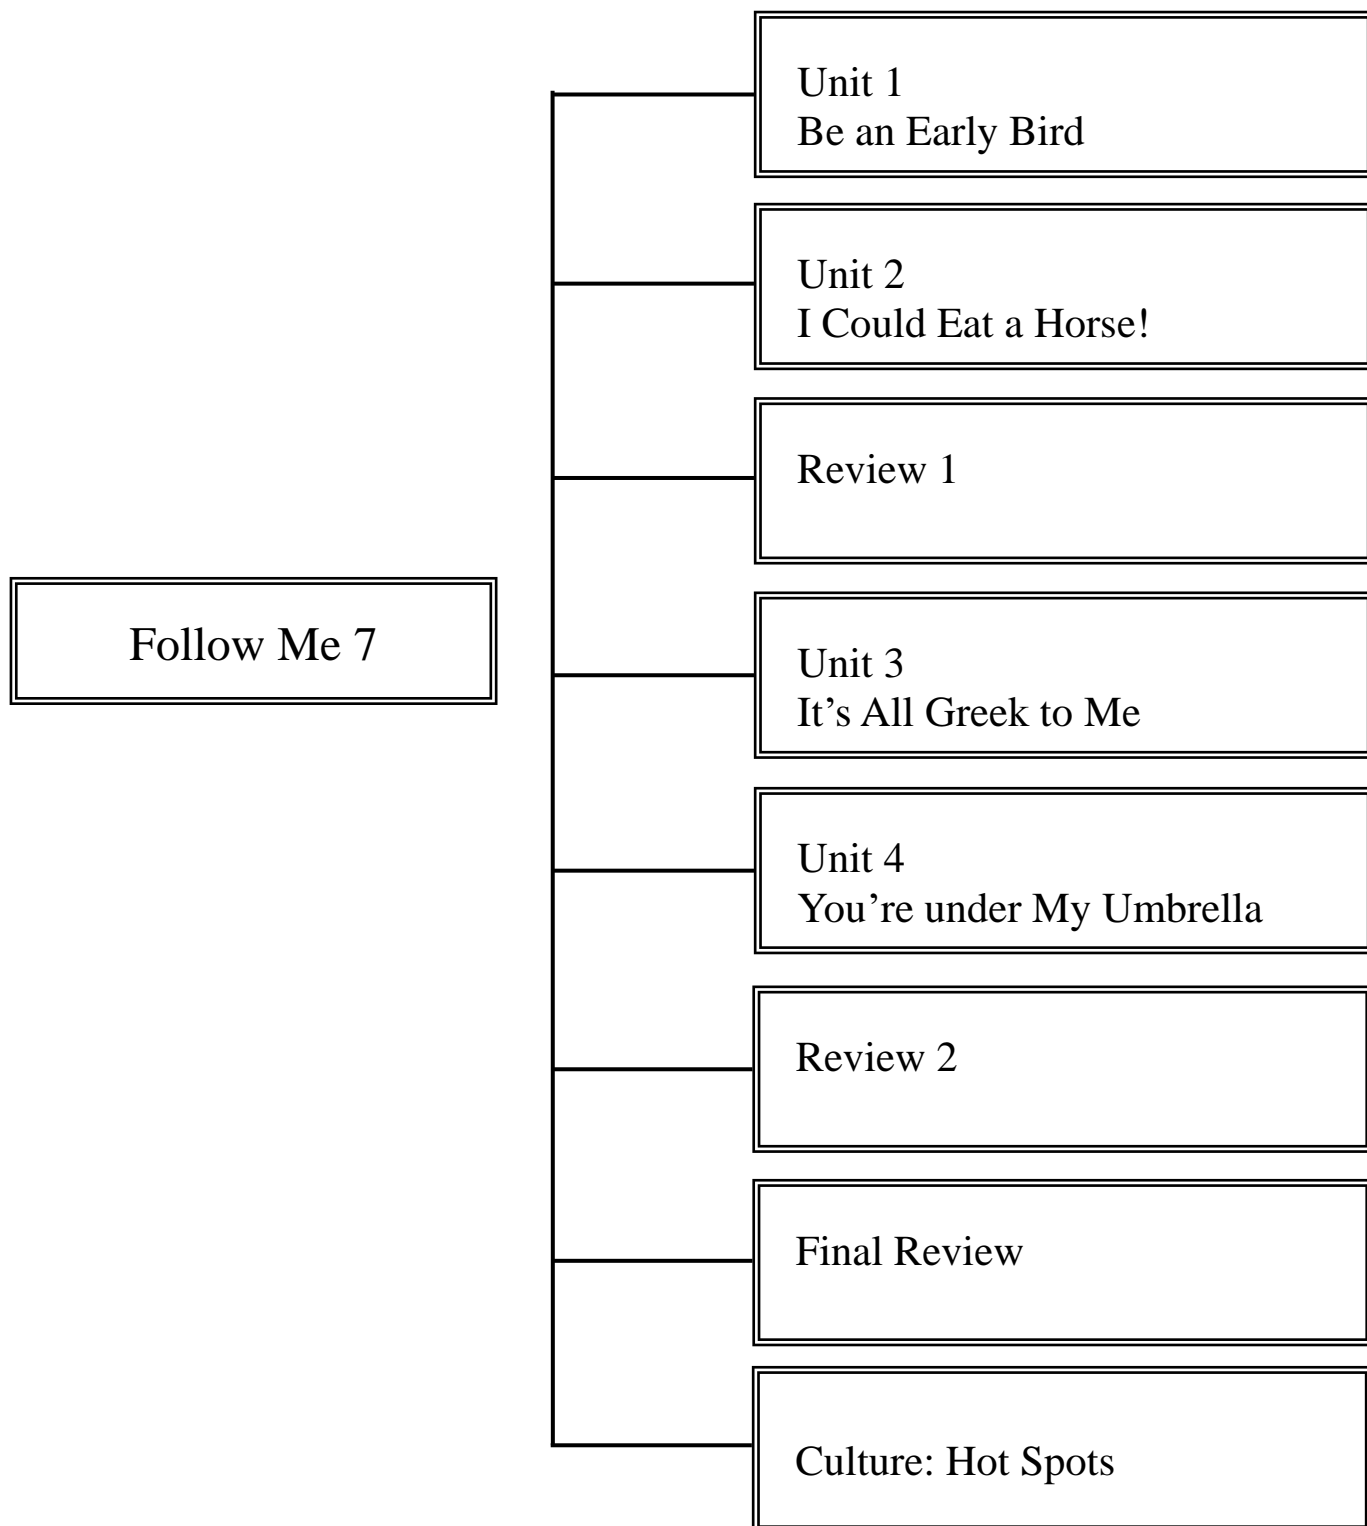 Follow Me 7
Unit 1
Be an Early Bird
Unit 2
I Could Eat a Horse!
Review 1
Unit 3
It’s All Greek to Me
Unit 4
You’re under My Umbrella
Review 2
Final Review
Culture: Hot Spots